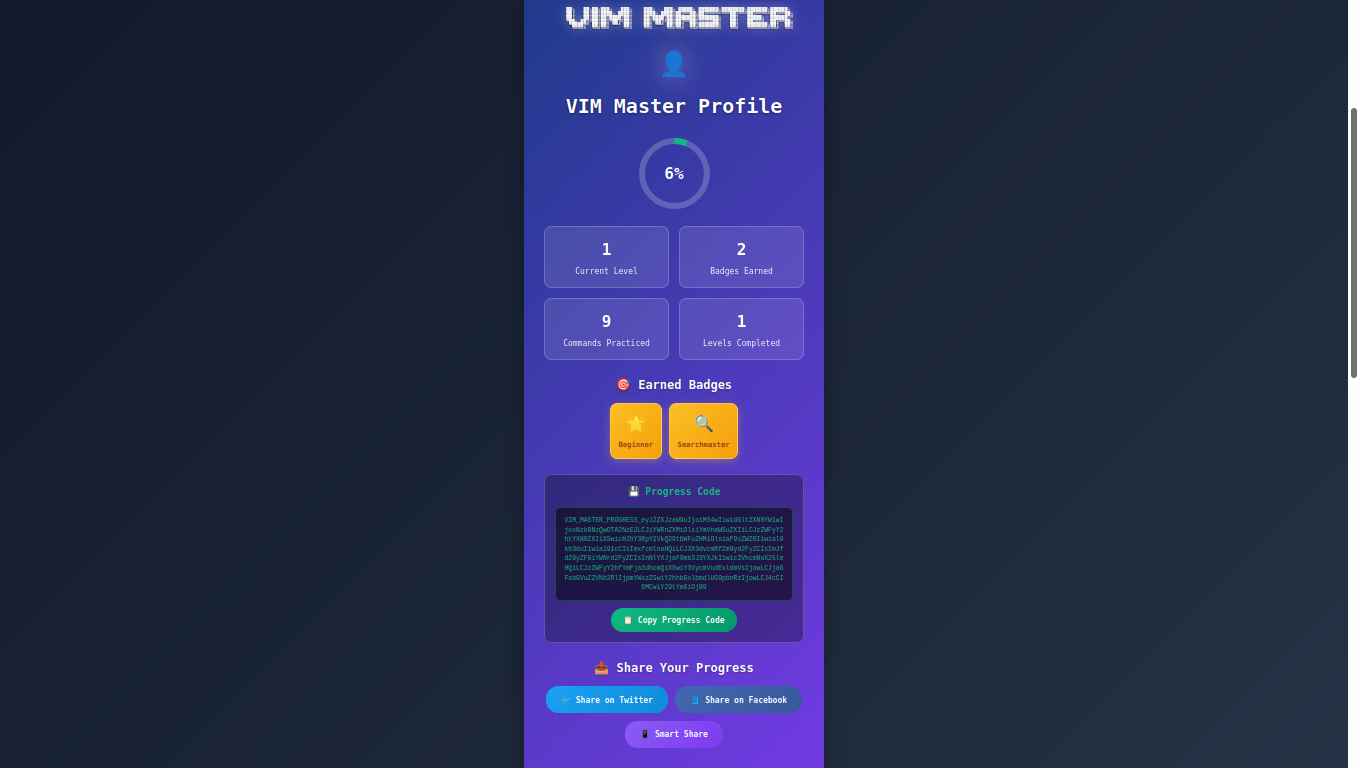 VIM MASTER
VIM Master Profile
6%
1
Current Level
2
Badges Earned
9
Commands Practiced
1
Levels Completed
Earned Badges
Beginner
Searchmaster
Progress Code
Copy Progress Code
Share Your Progress
Share on Twitter
Share on Facebook
Smart Share